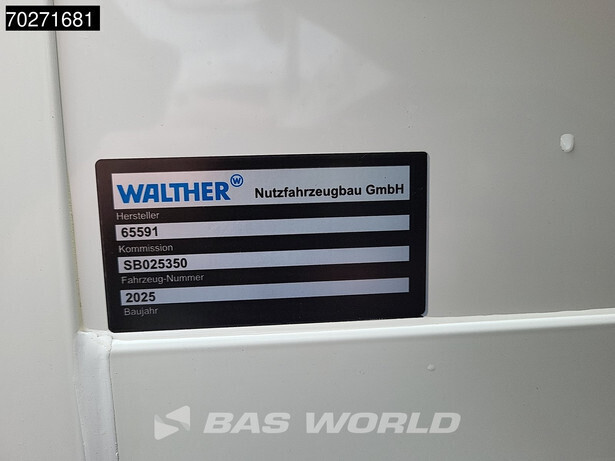 70271681
WALTHER W Nutzfahrzeugbau GmbH
Hersteller
65591
Kommission
SB025350
Fahrzeug-Nummer
2025
Baujahr
BAS WORLD